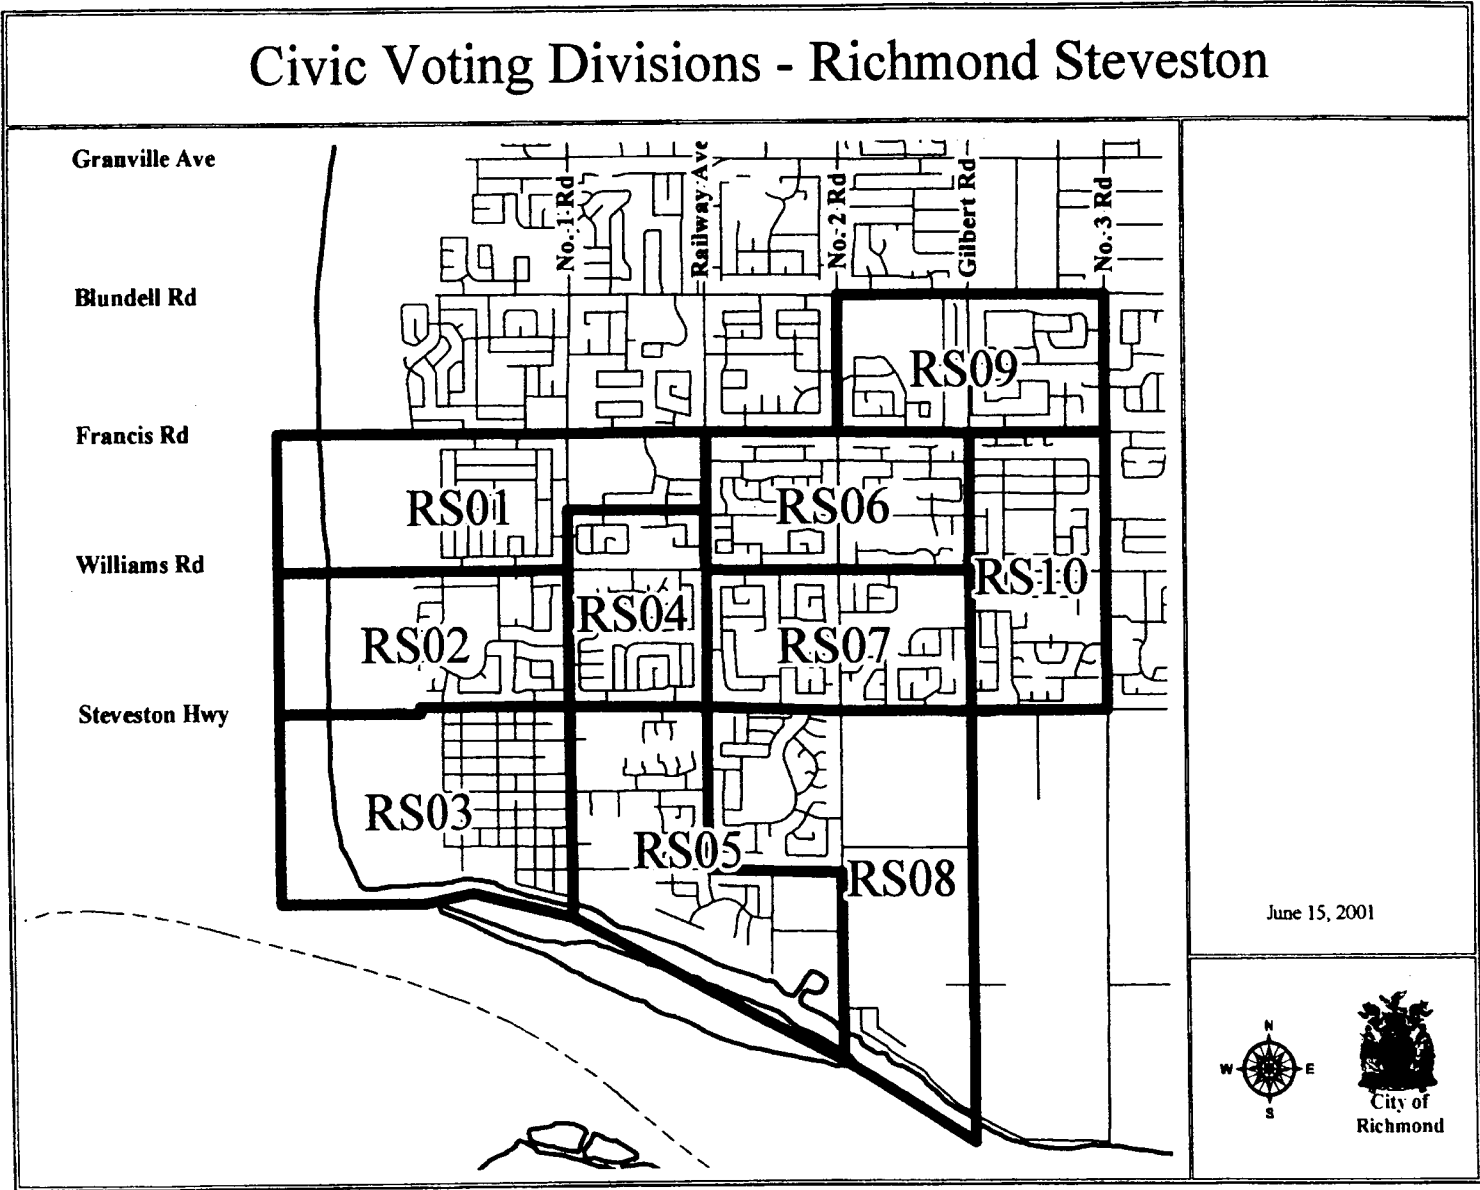 Civic Voting Divisions - Richmond Steveston
Granville Ave
Blundell Rd
Francis Rd
Williams Rd
Steveston Hwy
No. 1 Rd
Railway Ave
No. 2 Rd
Gilbert Rd
No. 3 Rd
RS09
RS01
RS06
RS10
RS04
RS02
RS07
RS03
RS05
RS08
June 15, 2001
N
W
E
S
City of
Richmond